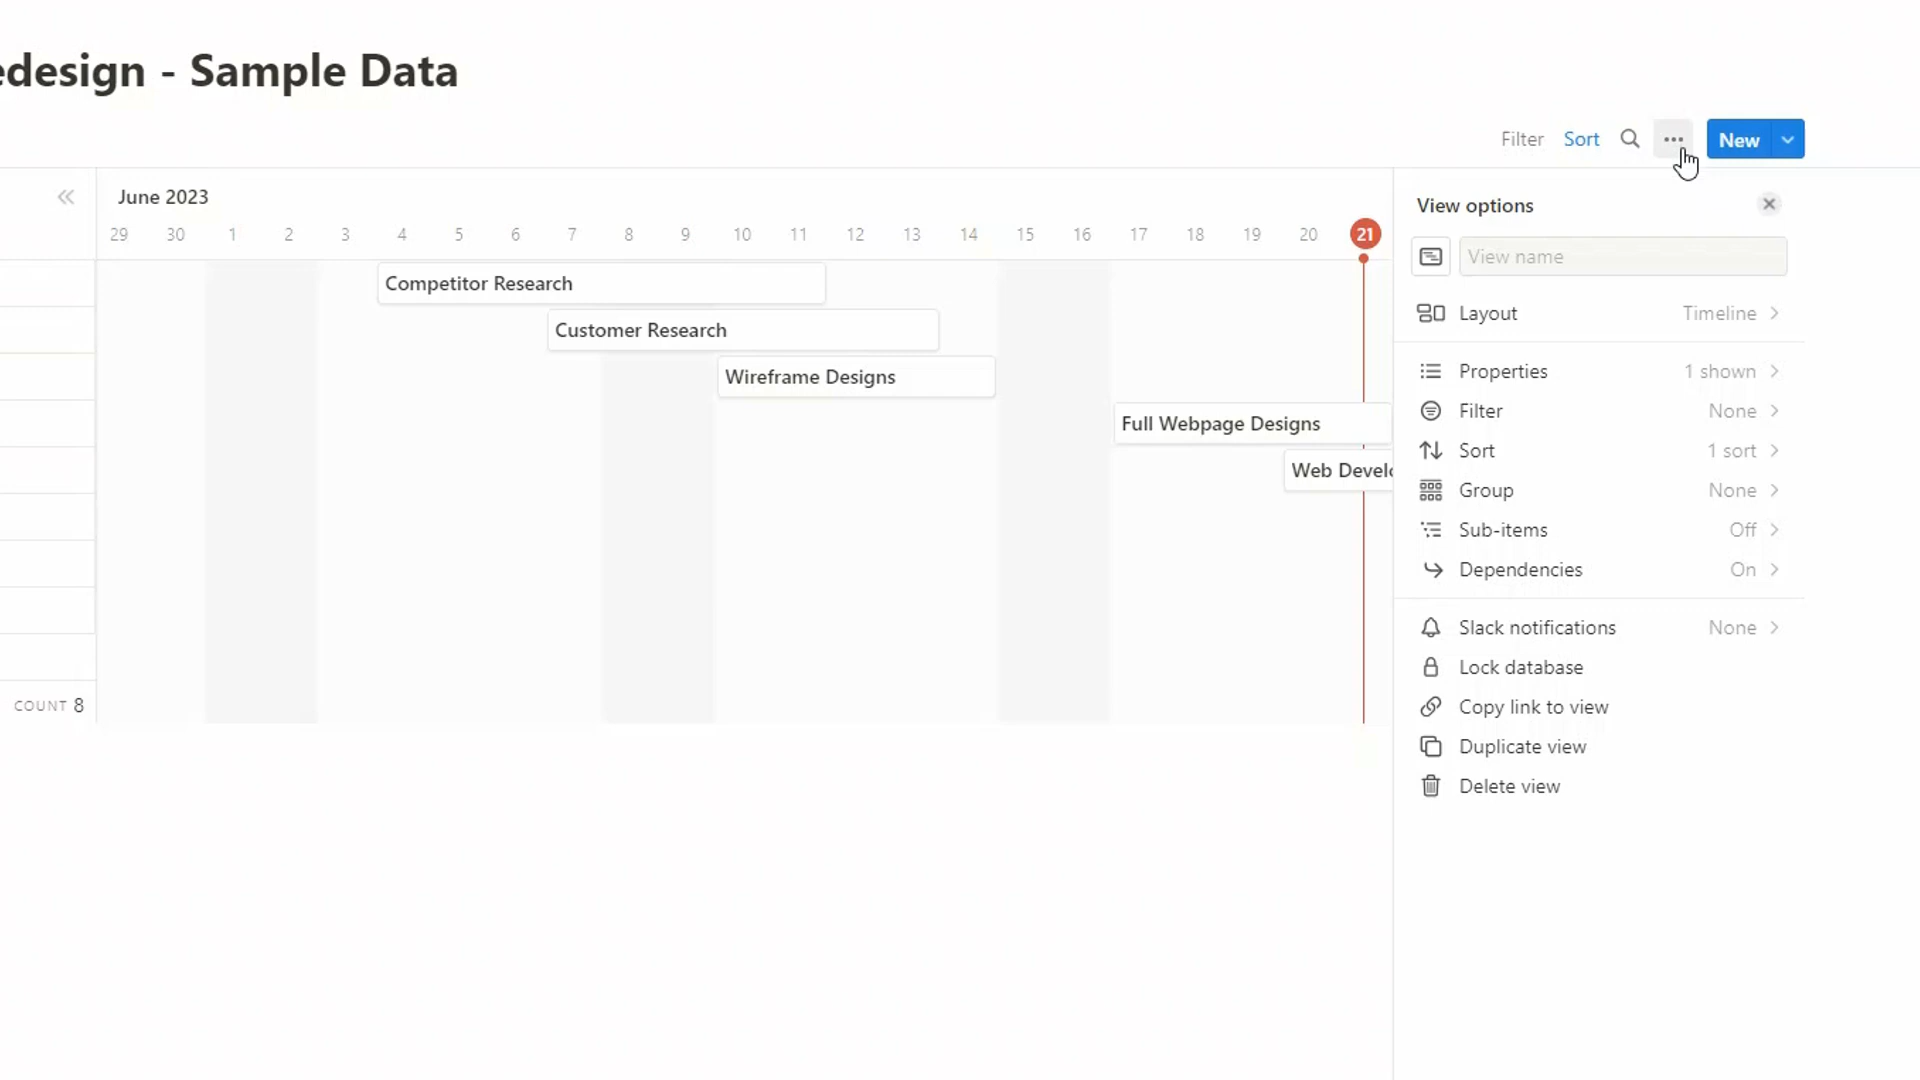 edesign - Sample Data
Filter Sort New
June 2023
29 30 1 2 3 4 5 6 7 8 9 10 11 12 13 14 15 16 17 18 19 20 21
Competitor Research
Customer Research
Wireframe Designs
Full Webpage Designs
Web Develo
COUNT 8
View options
View name
Layout Timeline
Properties 1 shown
Filter None
Sort 1 sort
Group None
Sub-items Off
Dependencies On
Slack notifications None
Lock database
Copy link to view
Duplicate view
Delete view